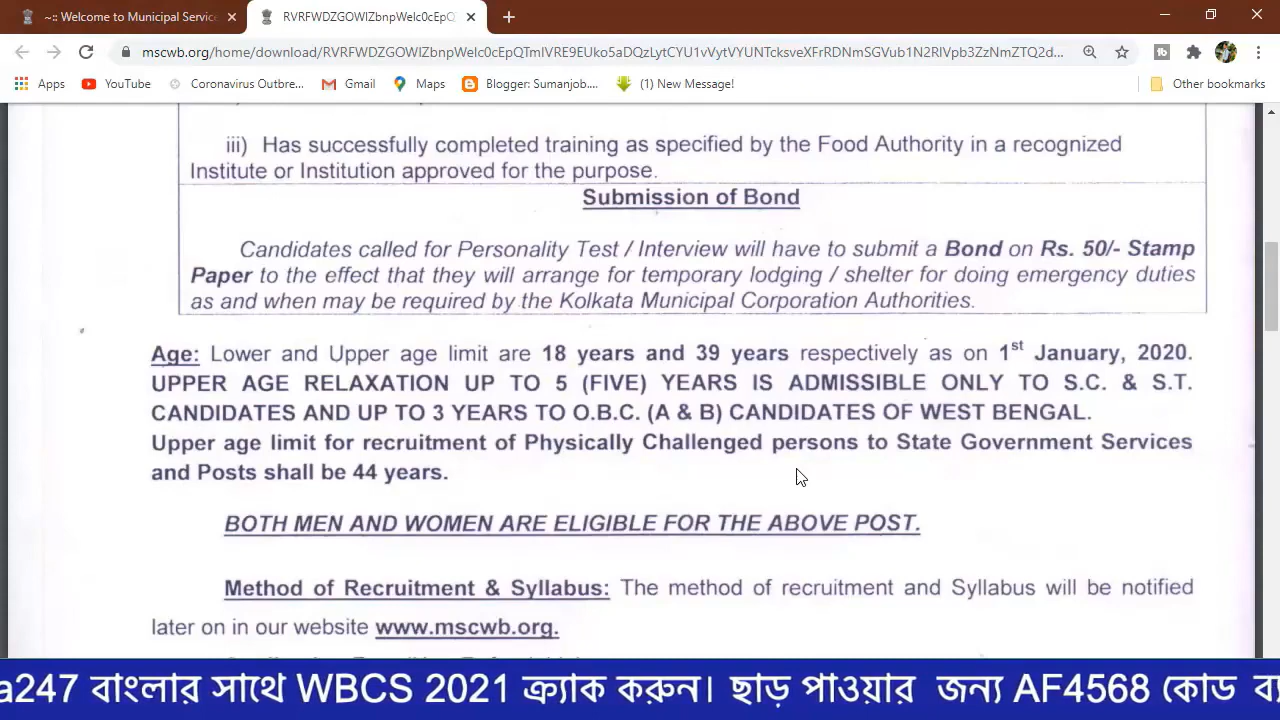 ~:: Welcome to Municipal Service
RVRFWDZGOWlZbnpWelc0cEpQ
mscwb.org/home/download/RVRFWDZGOWlZbnpWelc0cEpQTmlVRE9EUko5aDQzLytCYU1vVytVYUNTcksveXFrRDNmSGVub1N2RlVpb3ZzNmZTQ2d...
Apps YouTube Coronavirus Outbre... Gmail Maps Blogger: Sumanjob.... (1) New Message! Other bookmarks
iii) Has successfully completed training as specified by the Food Authority in a recognized
Institute or Institution approved for the purpose.
Submission of Bond
Candidates called for Personality Test / Interview will have to submit a Bond on Rs. 50/- Stamp
Paper to the effect that they will arrange for temporary lodging / shelter for doing emergency duties
as and when may be required by the Kolkata Municipal Corporation Authorities.
Age: Lower and Upper age limit are 18 years and 39 years respectively as on 1st January, 2020.
UPPER AGE RELAXATION UP TO 5 (FIVE) YEARS IS ADMISSIBLE ONLY TO S.C. & S.T.
CANDIDATES AND UP TO 3 YEARS TO O.B.C. (A & B) CANDIDATES OF WEST BENGAL.
Upper age limit for recruitment of Physically Challenged persons to State Government Services
and Posts shall be 44 years.
BOTH MEN AND WOMEN ARE ELIGIBLE FOR THE ABOVE POST.
Method of Recruitment & Syllabus: The method of recruitment and Syllabus will be notified
later on in our website www.mscwb.org.
a247 বাংলার সাথে WBCS 2021 ক্র্যাক করুন। ছাড় পাওয়ার জন্য AF4568 কোড ব্য